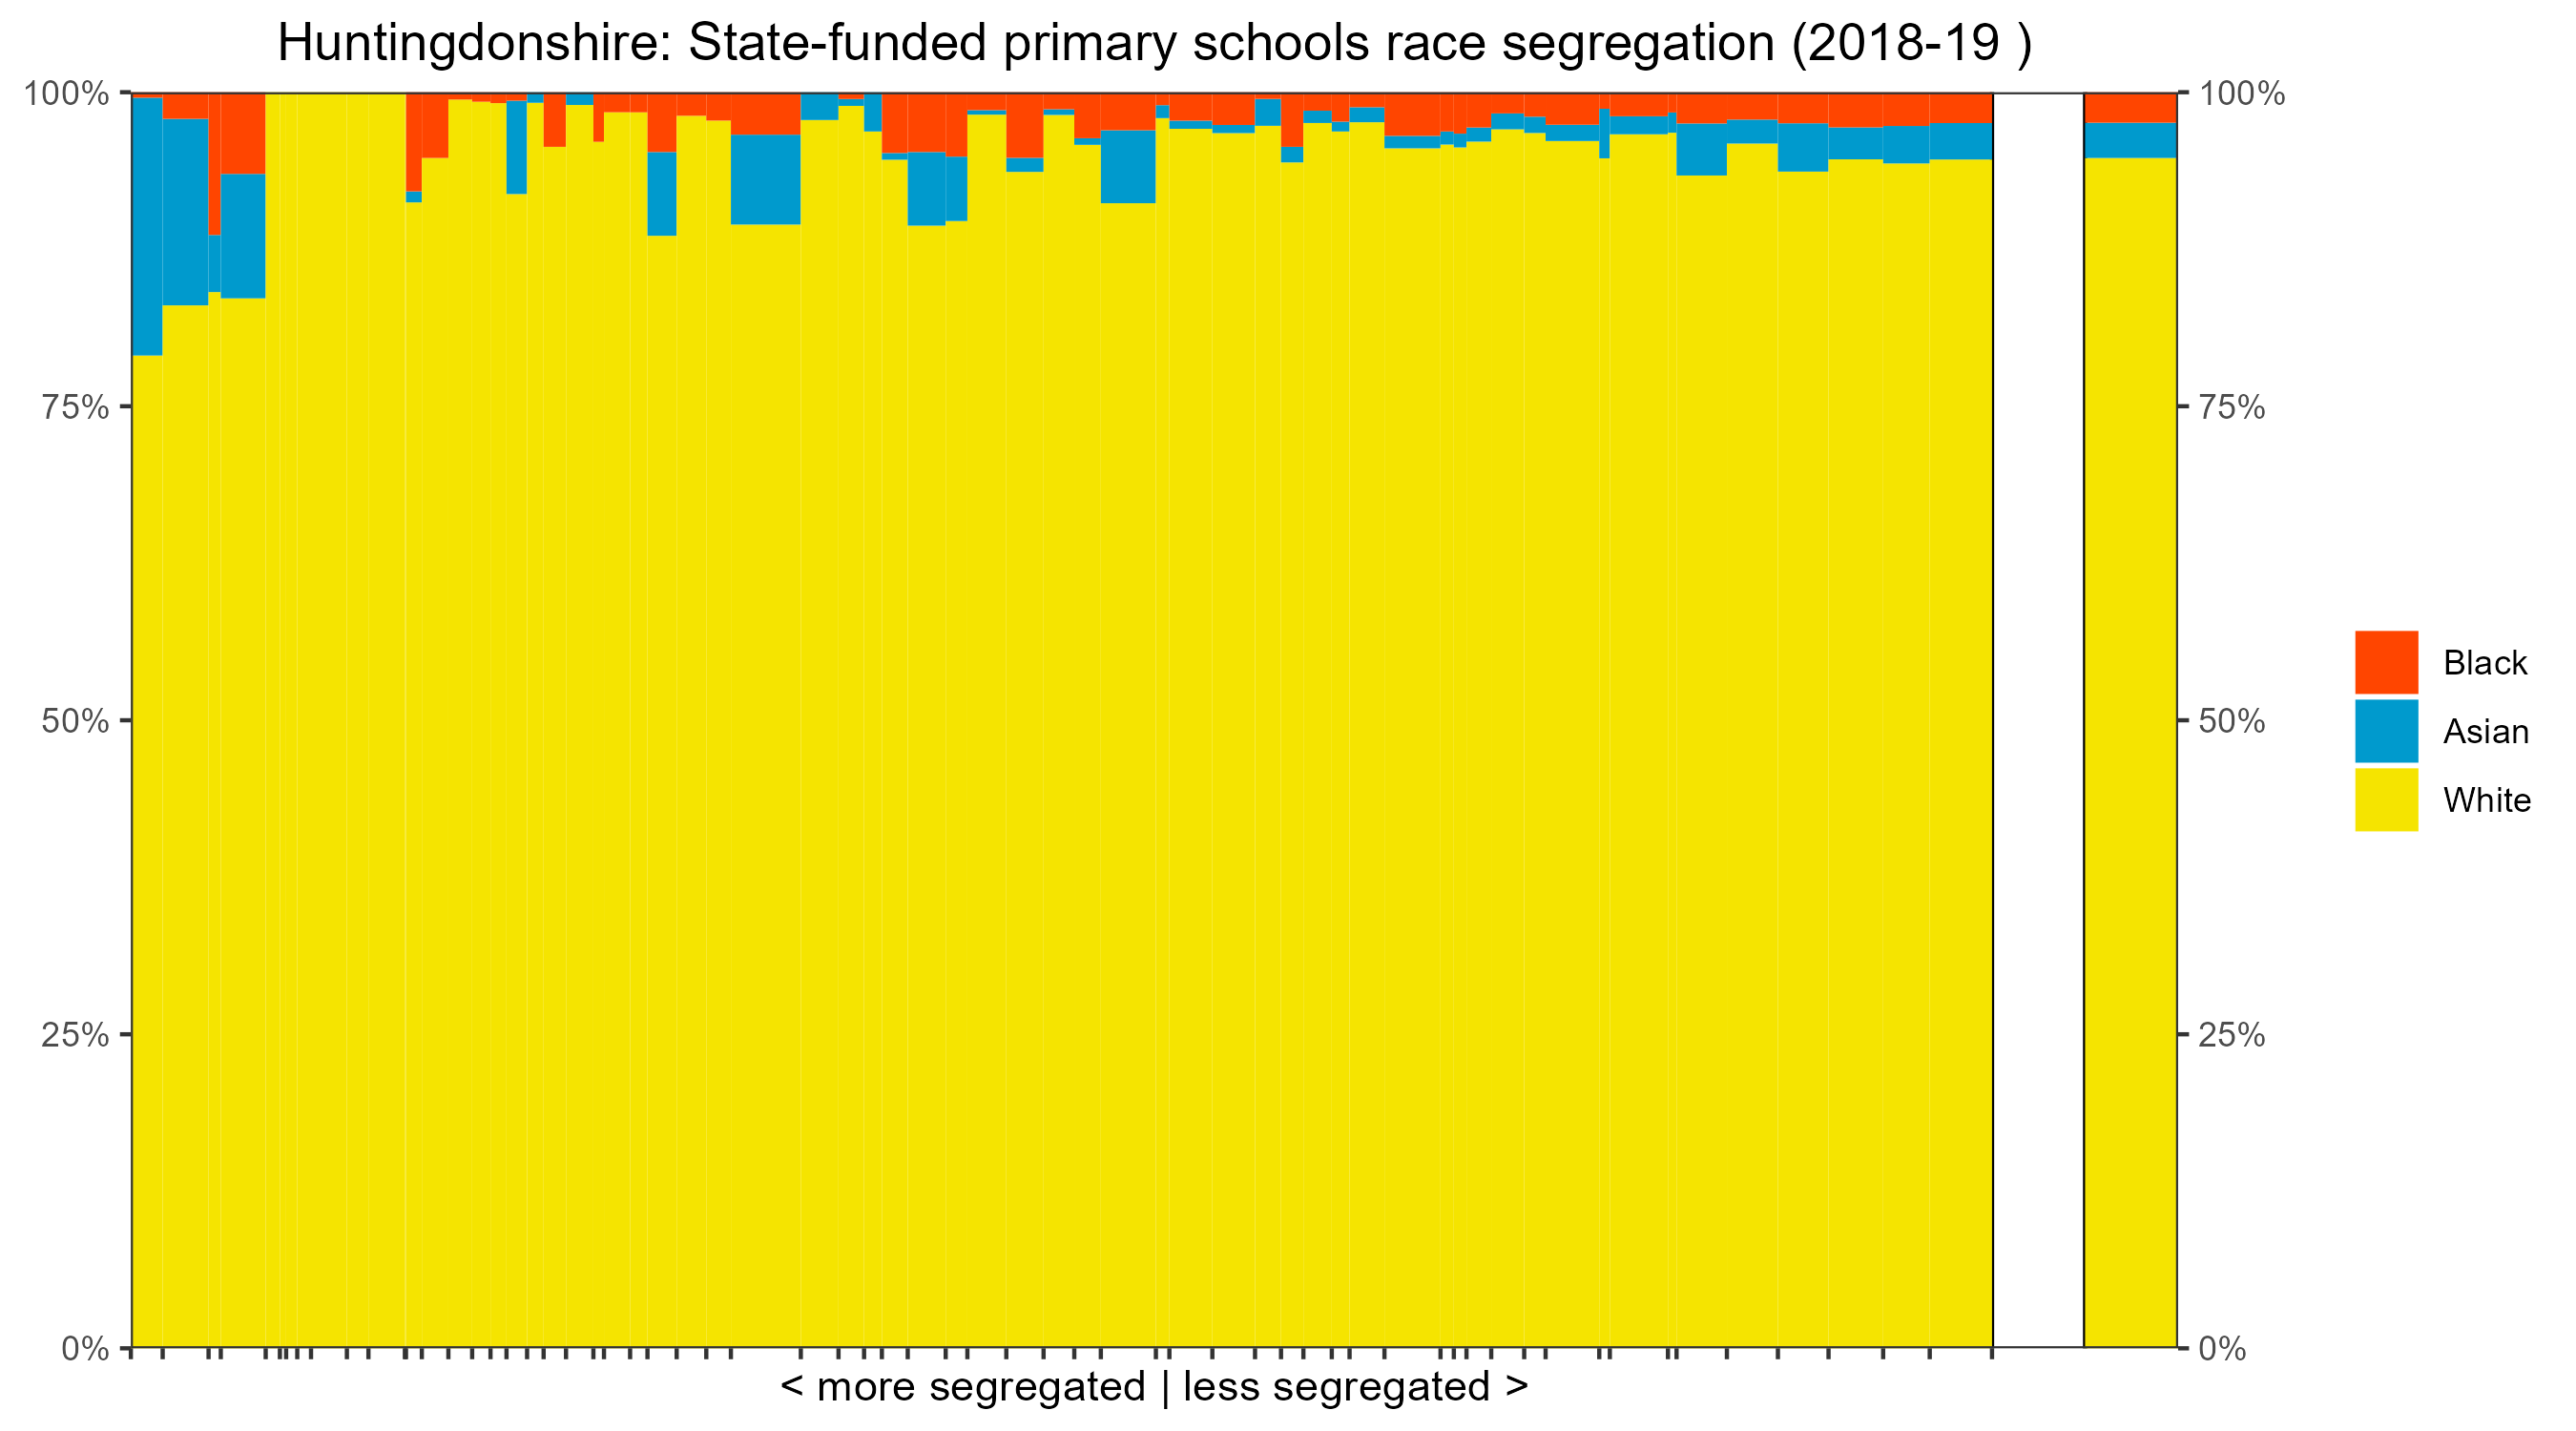 Huntingdonshire: State-funded primary schools race segregation (2018-19 )
100%
75%
50%
25%
0%
100%
75%
50%
25%
0%
Black
Asian
White
< more segregated | less segregated >